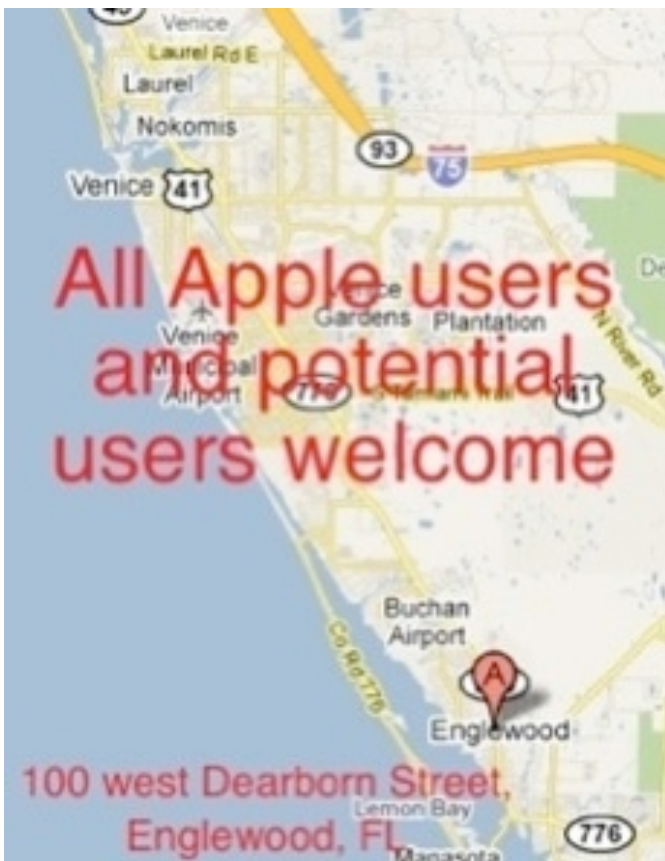 Venice
Laurel Rd E
Laurel
Nokomis
93
75
Venice 41
All Apple users
Gardens Plantation
N River Rd
Venice
and potential
Municipal
Airport
41
users welcome
Buchan
Airport
Co Rd 776
A
Englewood
100 west Dearborn Street,
Lemon Bay
Englewood, FL
776
Manasota